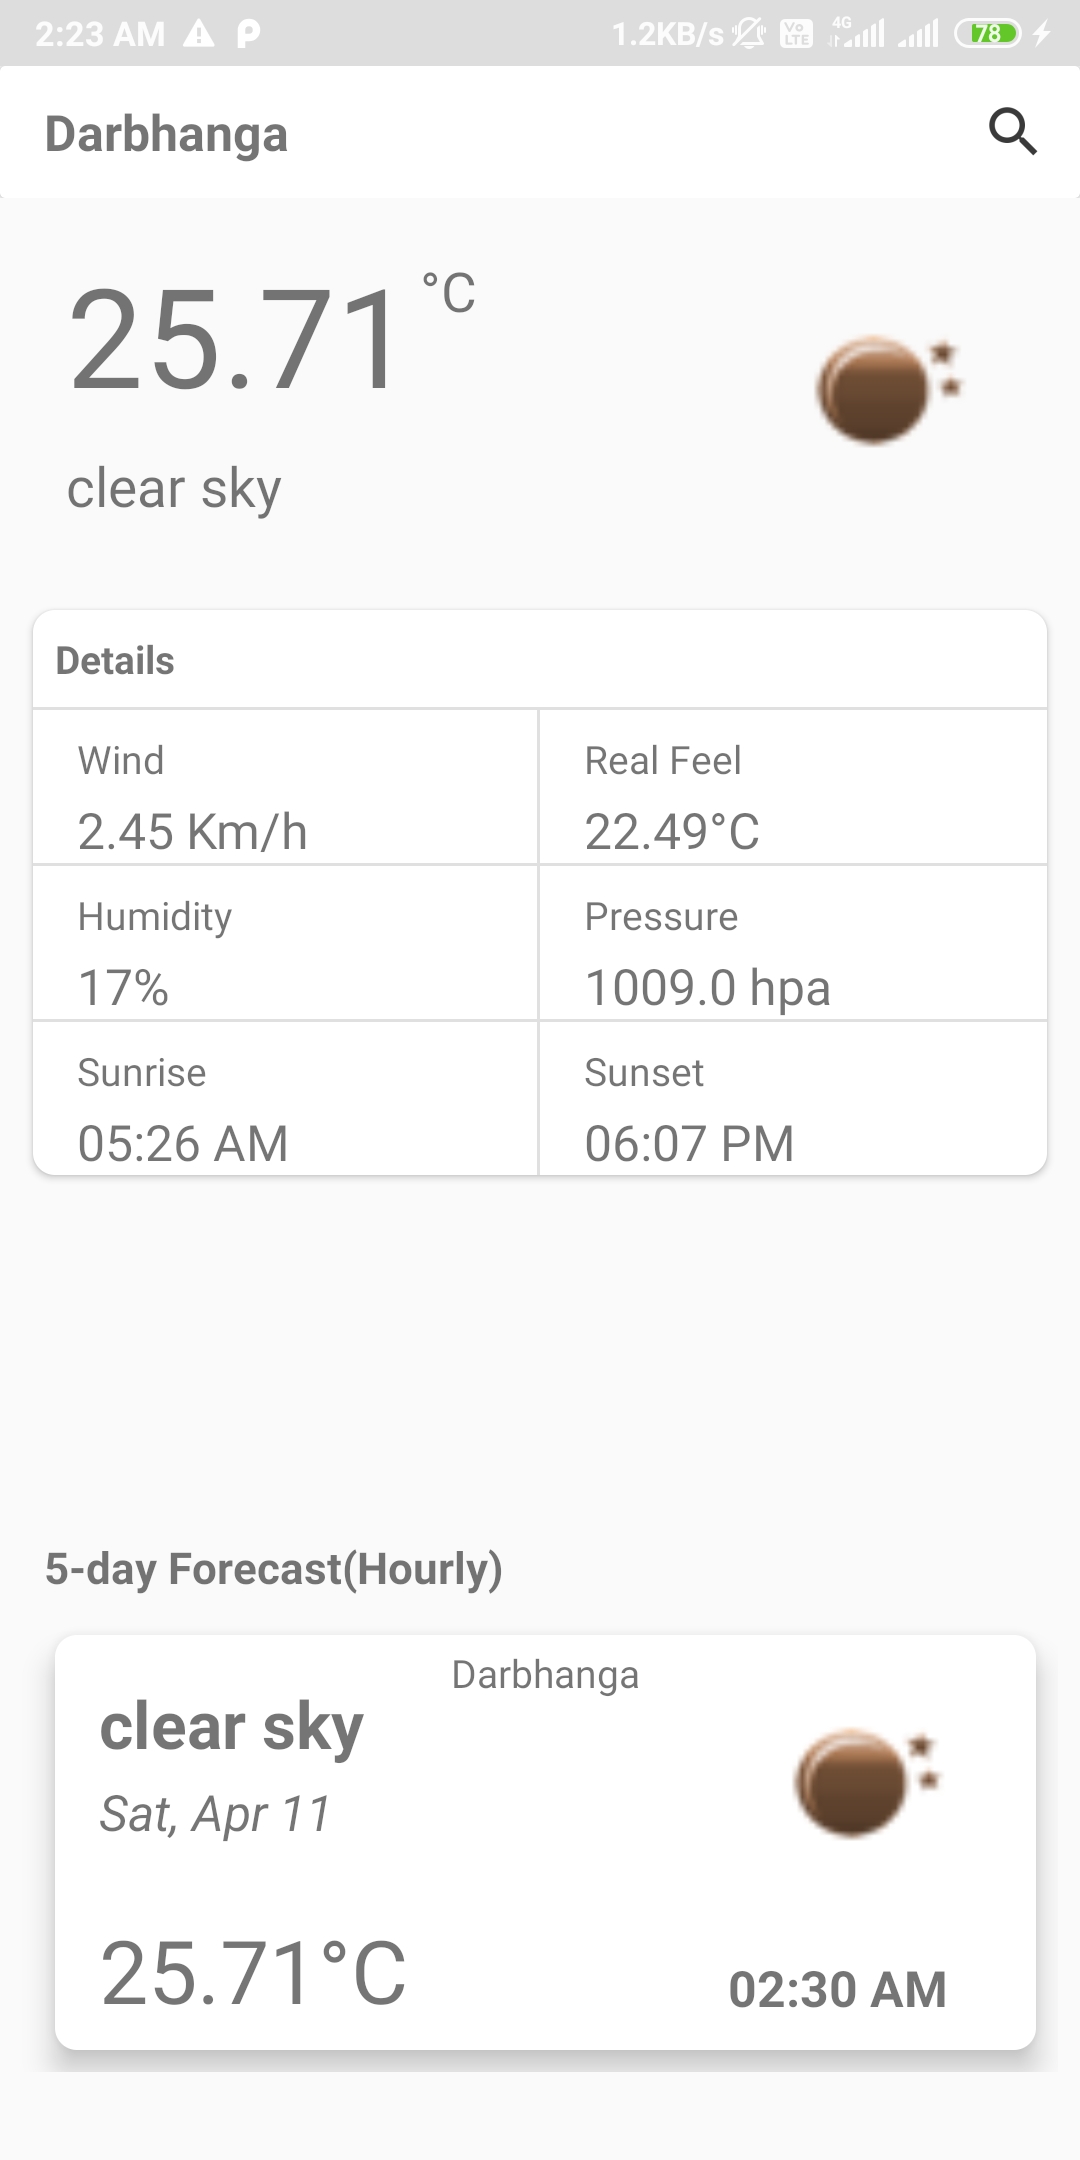 2:23 AM 1.2KB/s Vo LTE 4G 78
Darbhanga
25.71 °C
clear sky
Details
Wind Real Feel
2.45 Km/h 22.49°C
Humidity Pressure
17% 1009.0 hpa
Sunrise Sunset
05:26 AM 06:07 PM
5-day Forecast(Hourly)
Darbhanga
clear sky
Sat, Apr 11
25.71°C 02:30 AM